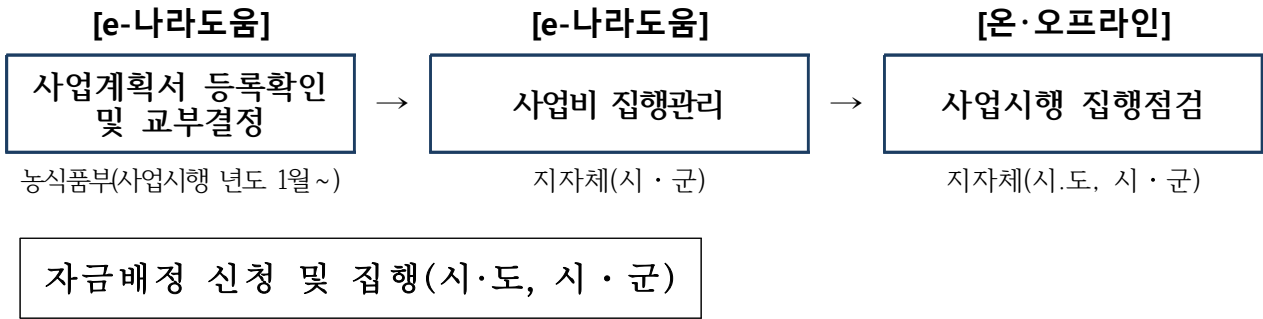 [e-나라도움] [e-나라도움] [온·오프라인]
사업계획서 등록확인
및 교부결정
→
사업비 집행관리
→
사업시행 집행점검
농식품부(사업시행 년도 1월~) 지자체(시·군) 지자체(시.도, 시·군)
자금배정 신청 및 집행(시·도, 시·군)